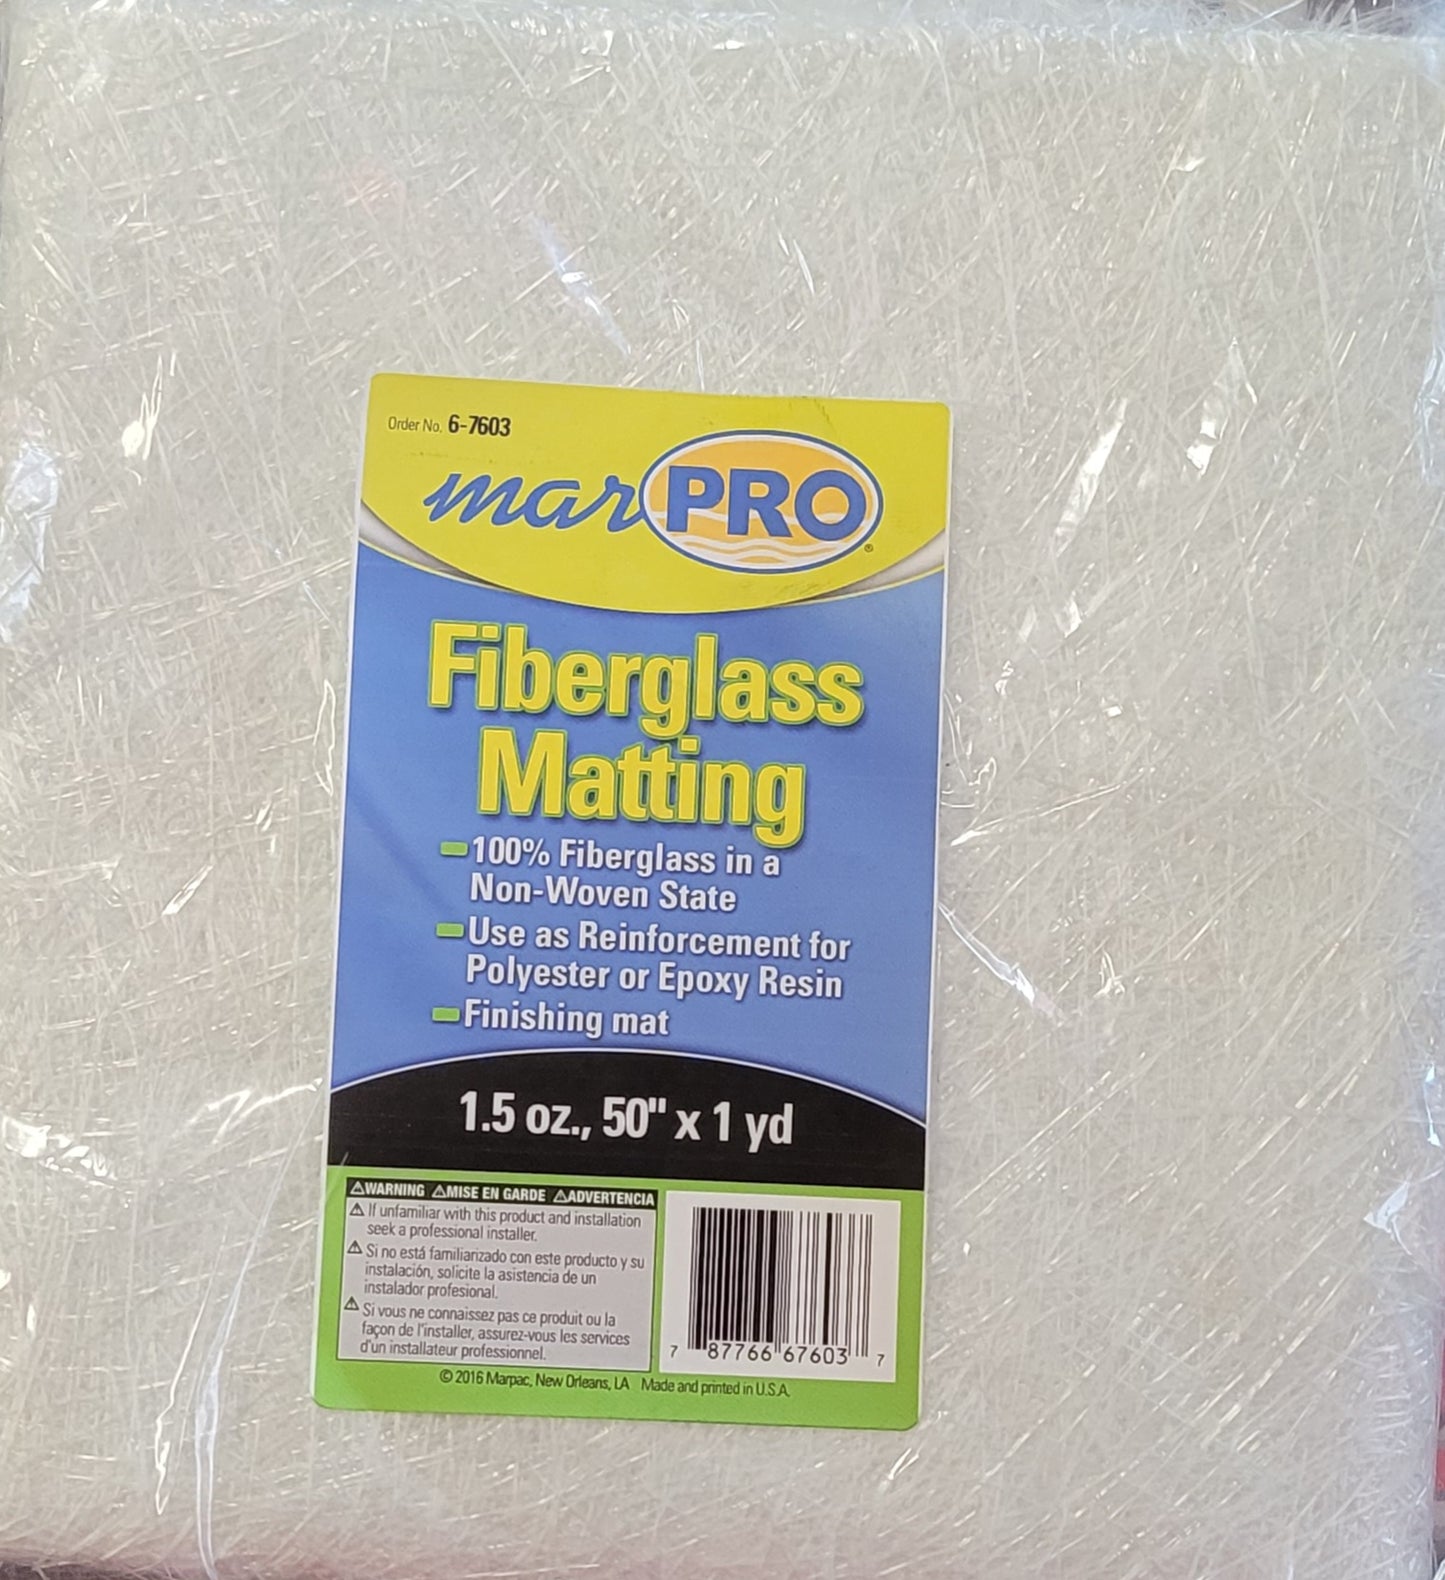 Order No. 6-7603
marPRO®
Fiberglass
Matting
100% Fiberglass in a
Non-Woven State
Use as Reinforcement for
Polyester or Epoxy Resin
Finishing mat
1.5 oz., 50" x 1 yd
⚠WARNING ⚠MISE EN GARDE ⚠ADVERTENCIA
⚠ If unfamiliar with this product and installation
seek a professional installer.
⚠ Si no está familiarizado con este producto y su
instalación, solicite la asistencia de un
instalador profesional.
⚠ Si vous ne connaissez pas ce produit ou la
façon de l'installer, assurez-vous les services
d'un installateur professionnel.
7 87766 67603 7
© 2016 Marpac, New Orleans, LA Made and printed in U.S.A.